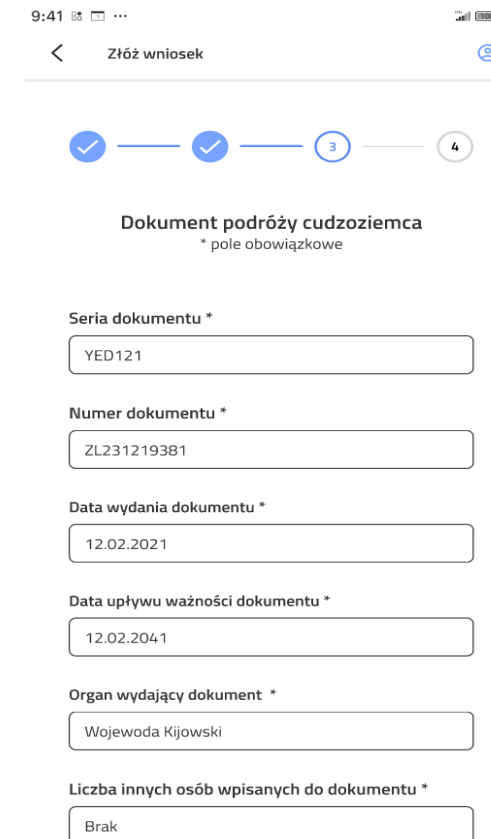 9:41
Złóż wniosek
3
4
Dokument podróży cudzoziemca
* pole obowiązkowe
Seria dokumentu *
YED121
Numer dokumentu *
ZL231219381
Data wydania dokumentu *
12.02.2021
Data upływu ważności dokumentu *
12.02.2041
Organ wydający dokument *
Wojewoda Kijowski
Liczba innych osób wpisanych do dokumentu *
Brak